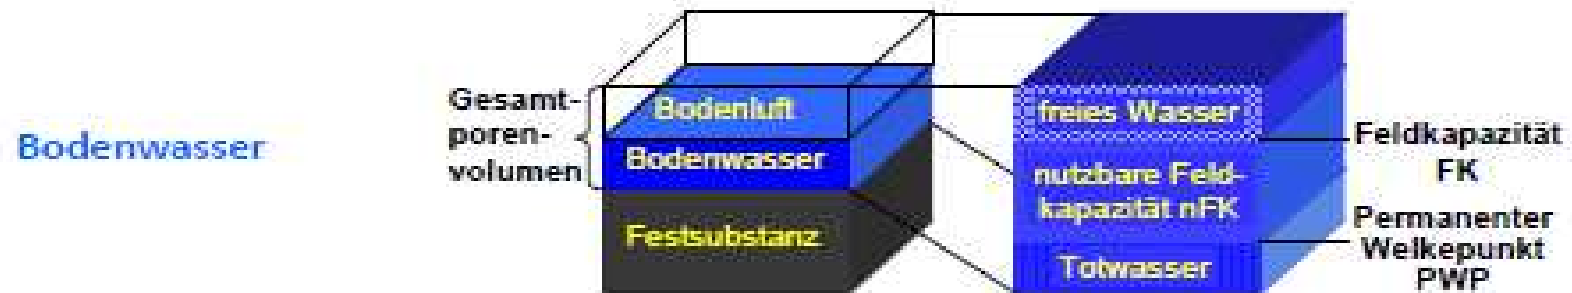 Bodenwasser
Gesamt-
poren-
volumen
Bodenluft
Bodenwasser
Festsubstanz
freies Wasser
nutzbare Feld-
kapazität nFK
Totwasser
Feldkapazität
FK
Permanenter
Welkepunkt
PWP